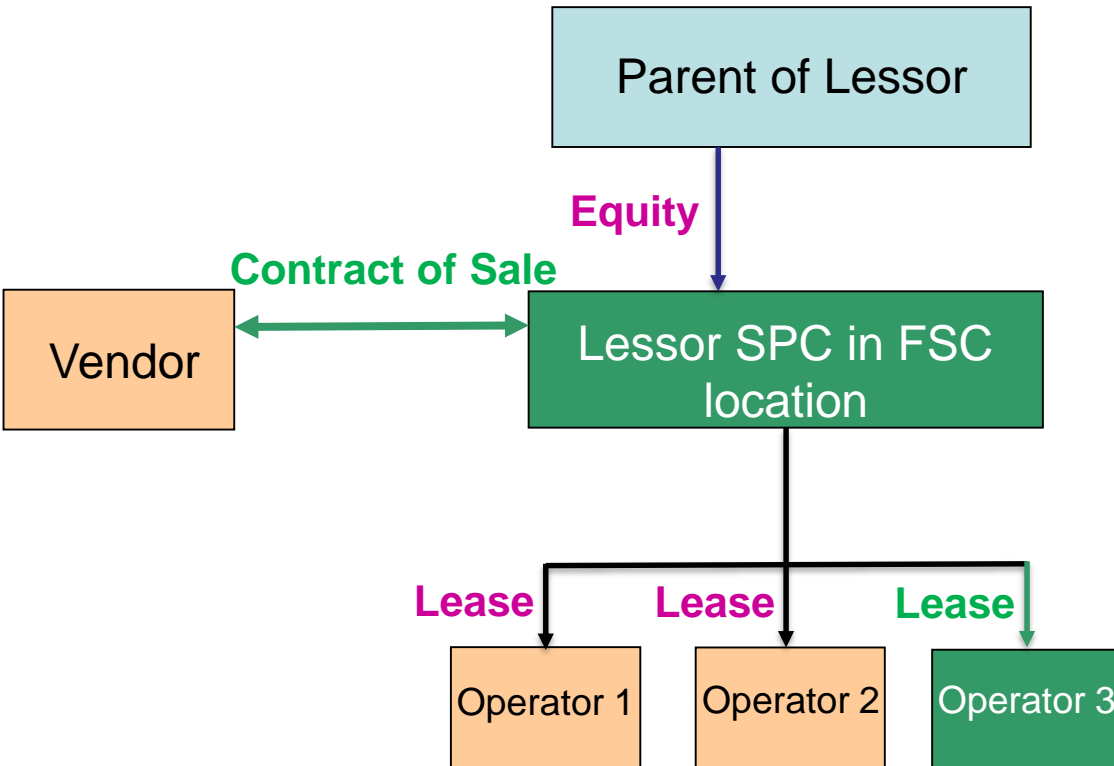 Parent of Lessor
Equity
Contract of Sale
Vendor
Lessor SPC in FSC
location
Lease
Lease
Lease
Operator 1
Operator 2
Operator 3